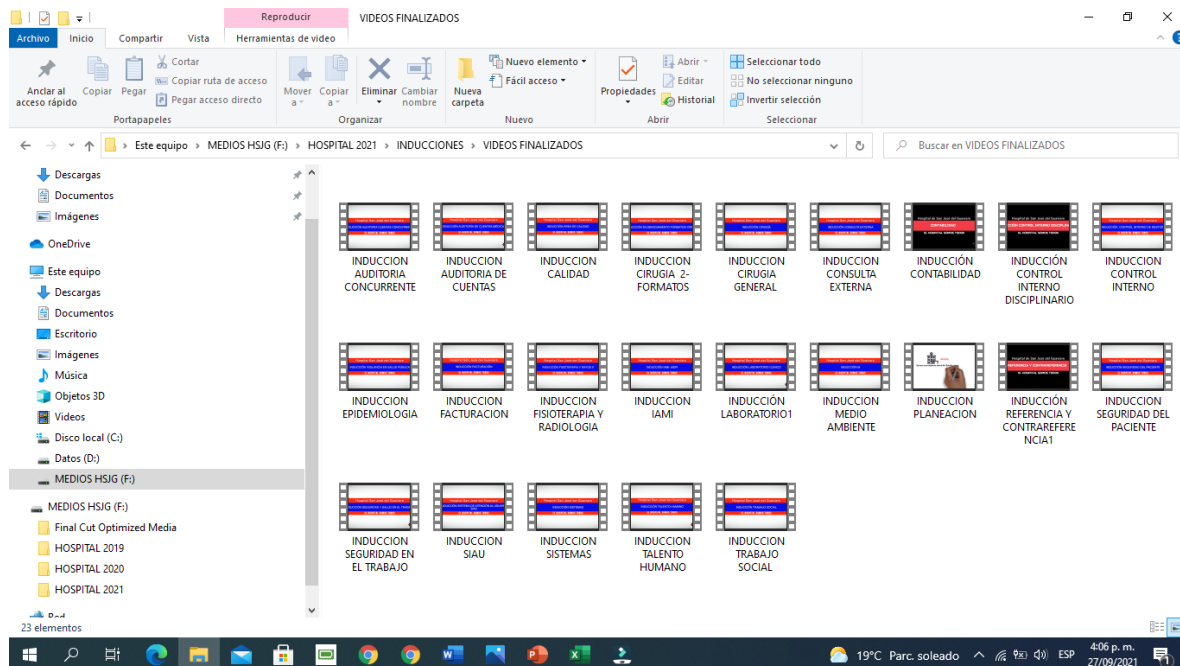 Reproducir
VIDEOS FINALIZADOS
Archivo Inicio Compartir Vista Herramientas de video
Anclar al acceso rápido
Copiar
Pegar
Cortar
Copiar ruta de acceso
Pegar acceso directo
Portapapeles
Mover a
Copiar a
Eliminar
Cambiar nombre
Organizar
Nueva carpeta
Nuevo elemento
Fácil acceso
Nuevo
Propiedades
Abrir
Editar
Historial
Abrir
Seleccionar todo
No seleccionar ninguno
Invertir selección
Seleccionar
Este equipo > MEDIOS HSJG (F:) > HOSPITAL 2021 > INDUCCIONES > VIDEOS FINALIZADOS
Buscar en VIDEOS FINALIZADOS
Descargas
Documentos
Imágenes
OneDrive
Este equipo
Descargas
Documentos
Escritorio
Imágenes
Música
Objetos 3D
Videos
Disco local (C:)
Datos (D:)
MEDIOS HSJG (F:)
MEDIOS HSJG (F:)
Final Cut Optimized Media
HOSPITAL 2019
HOSPITAL 2020
HOSPITAL 2021
Red
INDUCCION AUDITORIA CONCURRENTE
INDUCCION AUDITORIA DE CUENTAS
INDUCCION CALIDAD
INDUCCION CIRUGIA 2- FORMATOS
INDUCCION CIRUGIA GENERAL
INDUCCION CONSULTA EXTERNA
INDUCCIÓN CONTABILIDAD
INDUCCIÓN CONTROL INTERNO DISCIPLINARIO
INDUCCION CONTROL INTERNO
INDUCCION EPIDEMIOLOGIA
INDUCCION FACTURACION
INDUCCION FISIOTERAPIA Y RADIOLOGIA
INDUCCION IAMI
INDUCCIÓN LABORATORIO1
INDUCCION MEDIO AMBIENTE
INDUCCION PLANEACION
INDUCCIÓN REFERENCIA Y CONTRAREFERENCIA1
INDUCCION SEGURIDAD DEL PACIENTE
INDUCCION SEGURIDAD EN EL TRABAJO
INDUCCION SIAU
INDUCCION SISTEMAS
INDUCCION TALENTO HUMANO
INDUCCION TRABAJO SOCIAL
23 elementos
19°C Parc. soleado
ESP
4:06 p. m.
27/09/2021